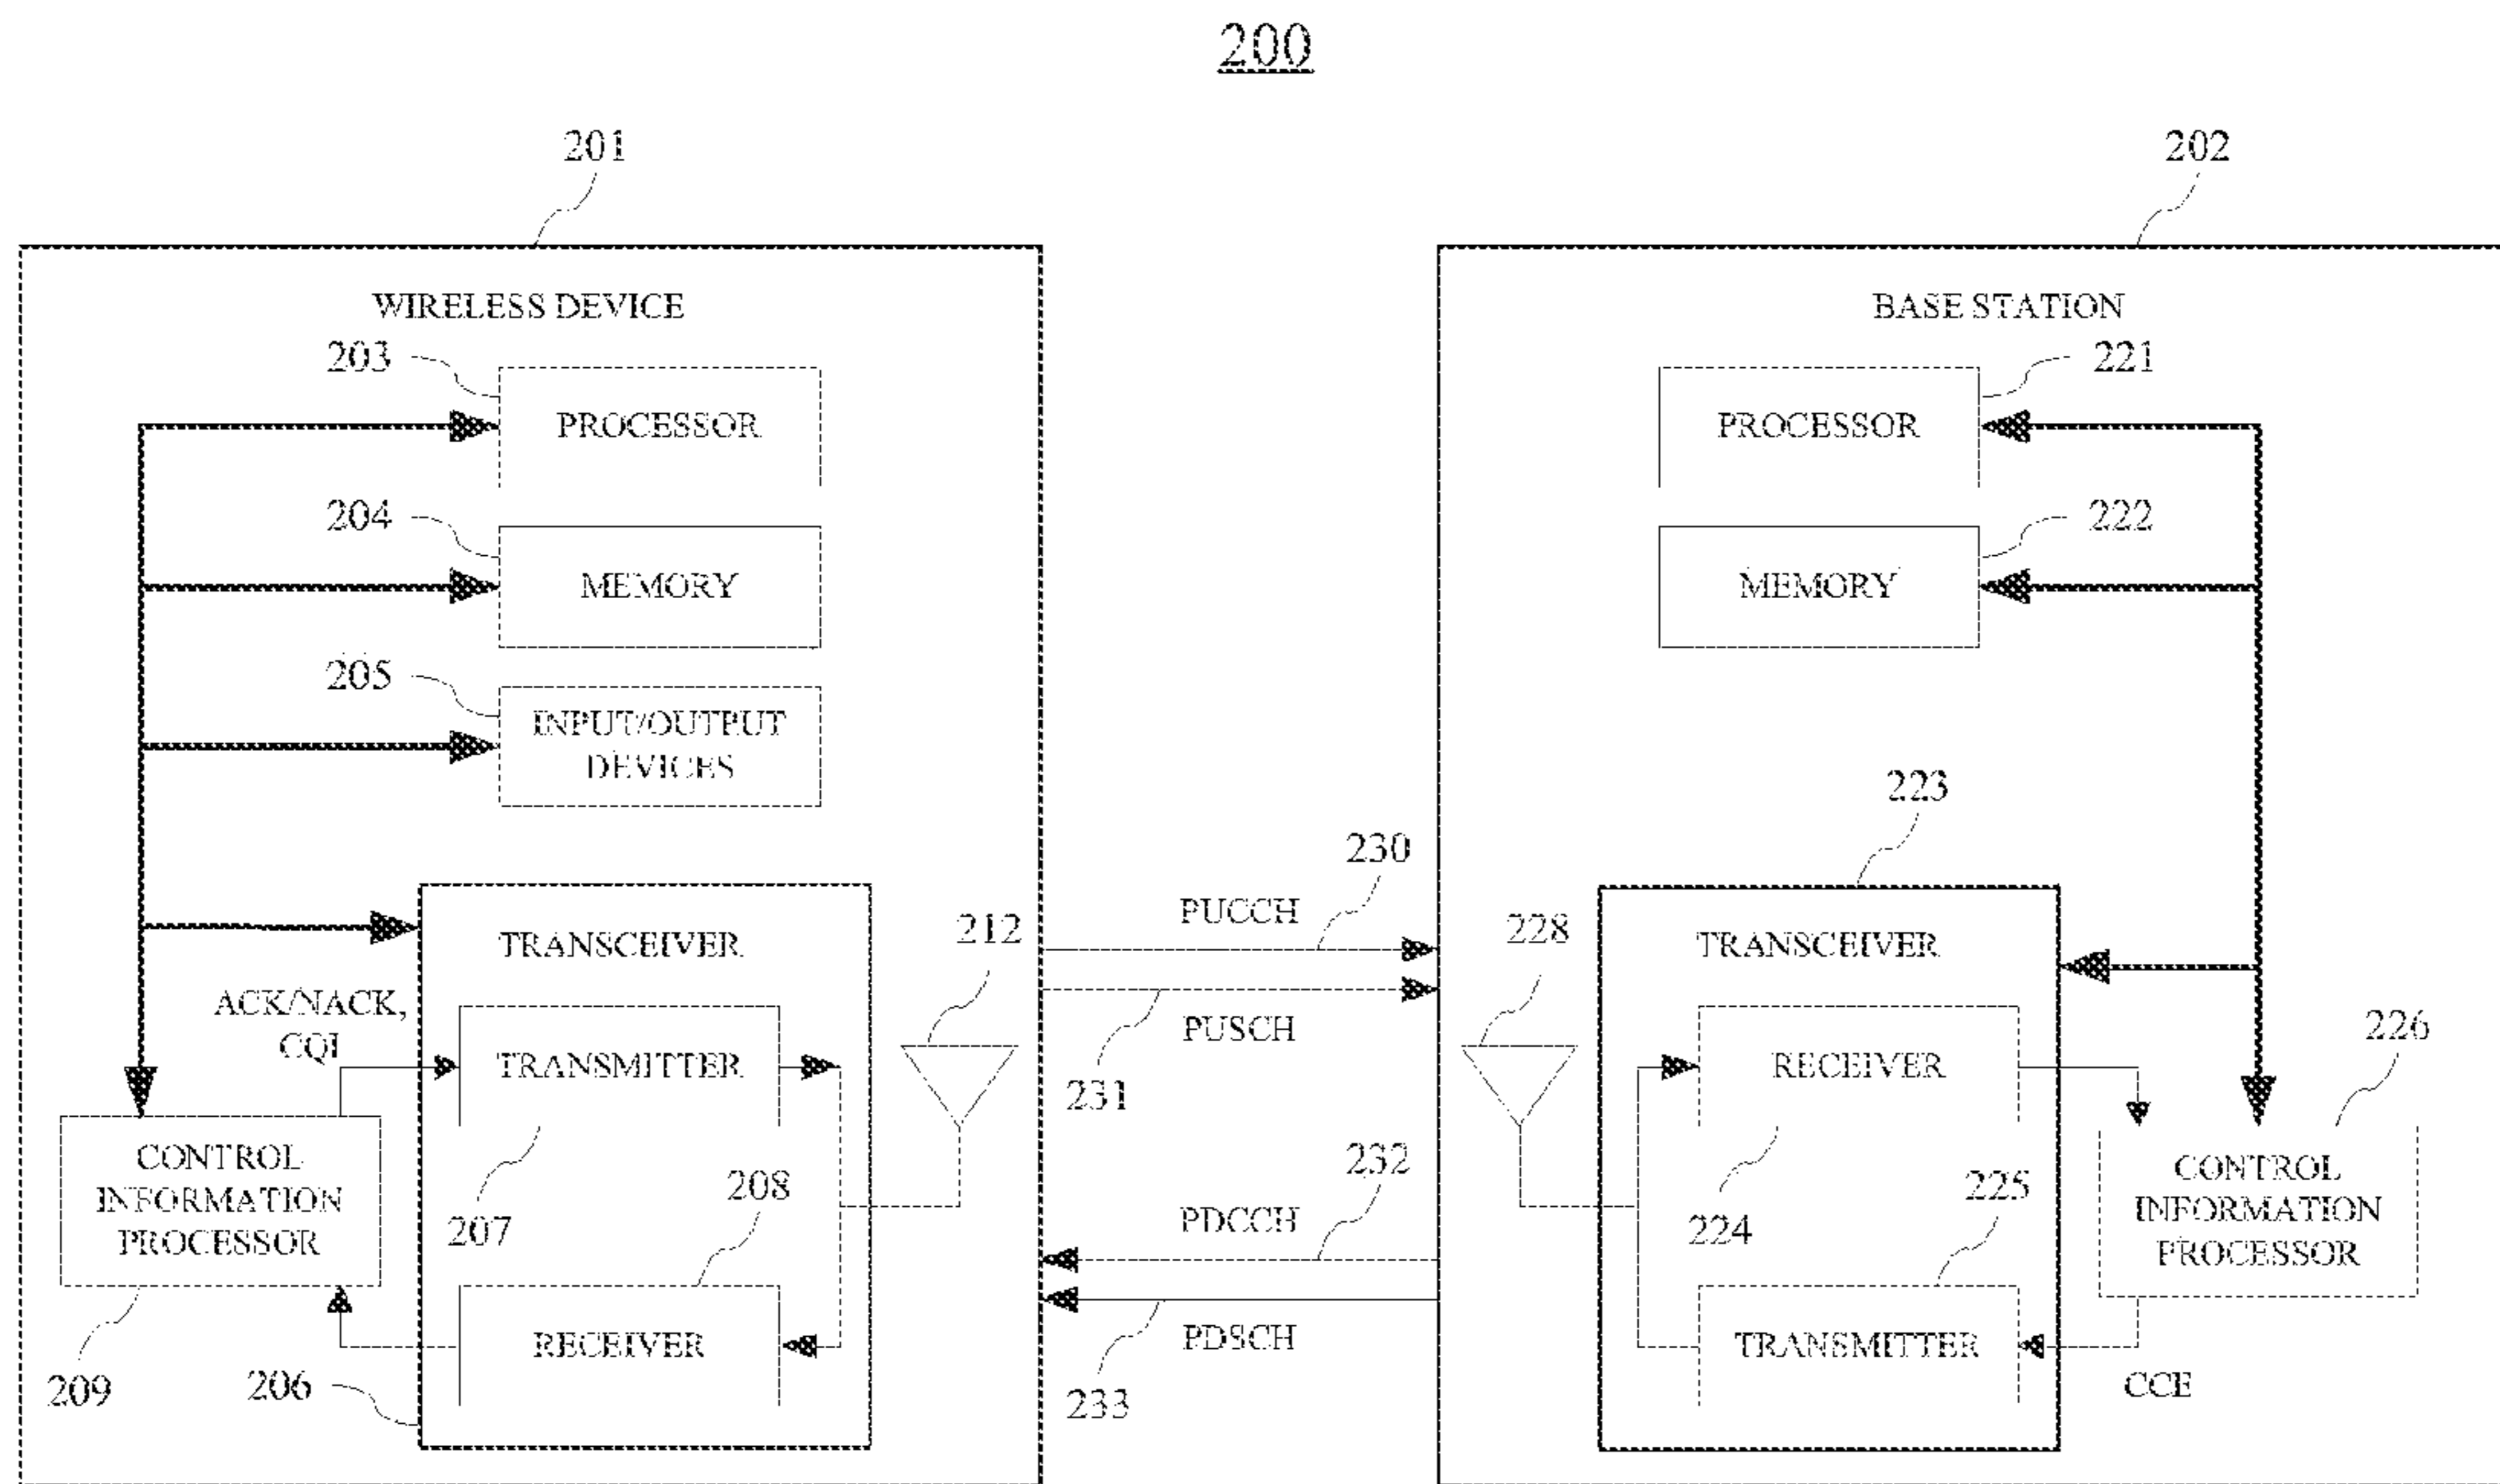 200
201
202
WIRELESS DEVICE
BASE STATION
203
PROCESSOR
221
PROCESSOR
204
MEMORY
222
MEMORY
205
INPUT/OUTPUT
DEVICES
223
230
PUCCH
212
228
TRANSCEIVER
TRANSCEIVER
ACK/NACK,
CQI
PUSCH
226
TRANSMITTER
231
RECEIVER
CONTROL
INFORMATION
PROCESSOR
207
208
232
PDCCH
224
225
CONTROL
INFORMATION
PROCESSOR
209
206
RECEIVER
PDSCH
233
TRANSMITTER
CCE